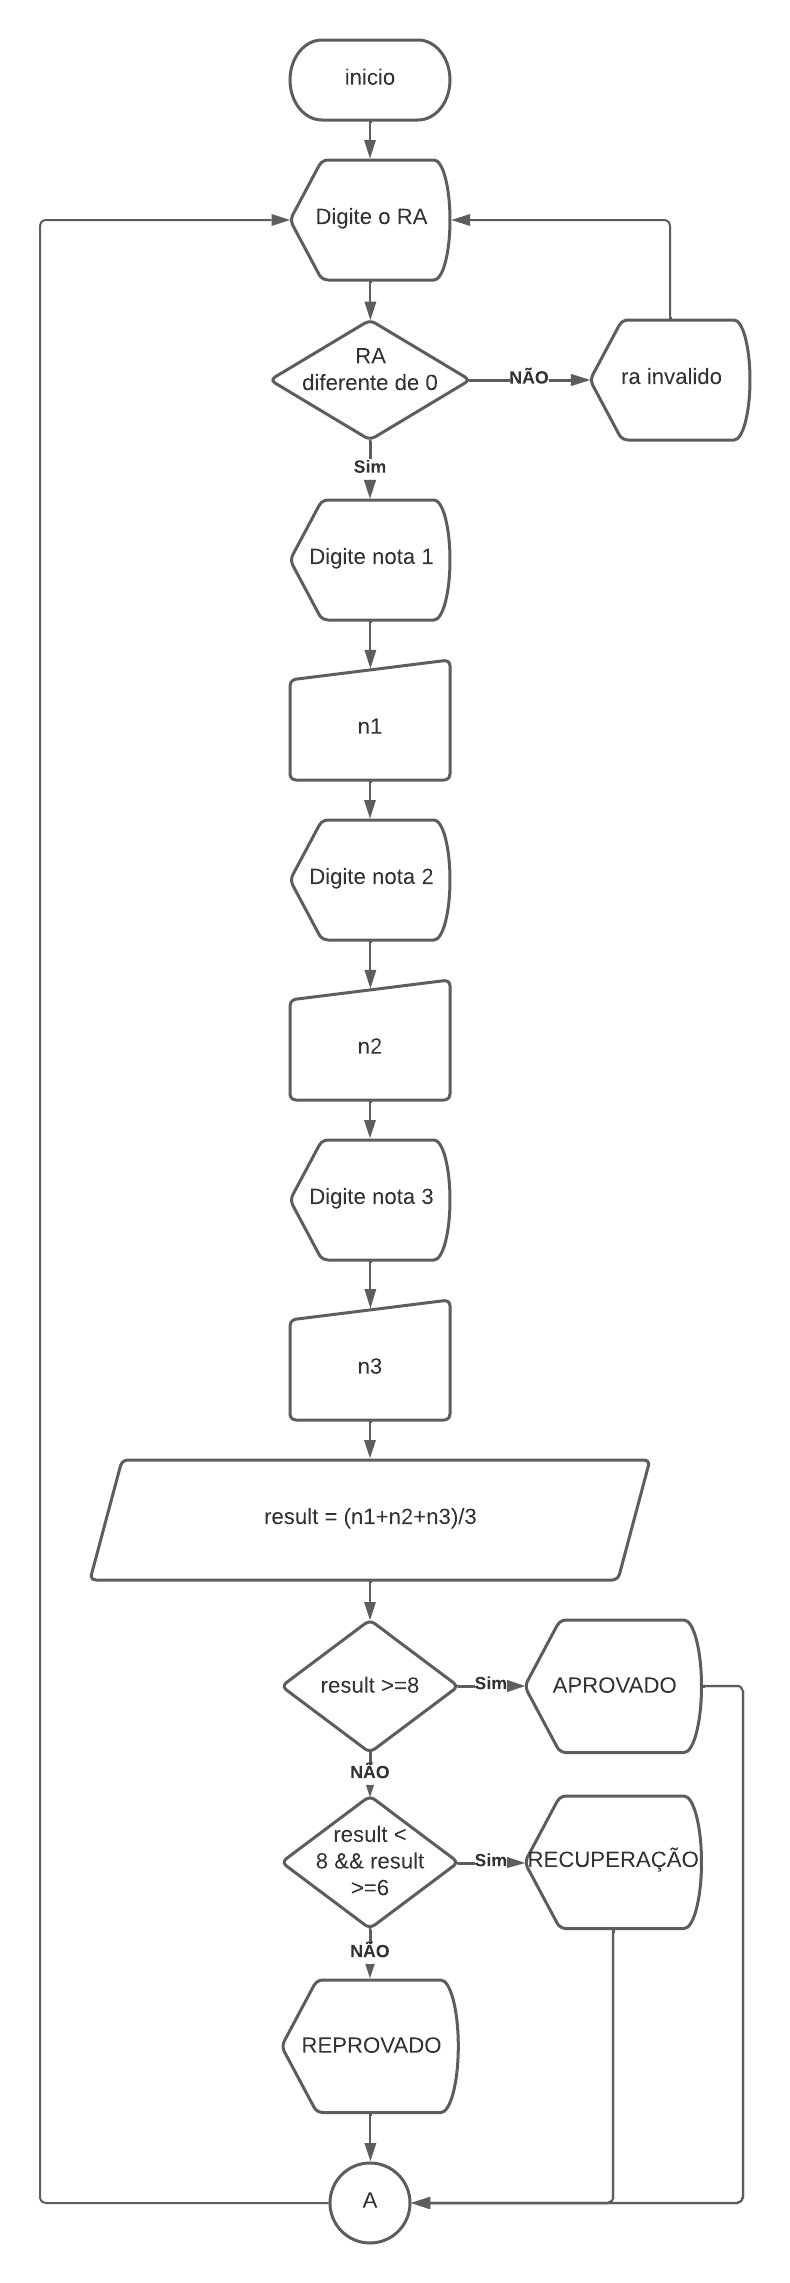 inicio
Digite o RA
RA
diferente de 0
NÃO
ra invalido
Sim
Digite nota 1
n1
Digite nota 2
n2
Digite nota 3
n3
result = (n1+n2+n3)/3
result >=8
Sim
APROVADO
NÃO
result <
8 && result
>=6
Sim
RECUPERAÇÃO
NÃO
REPROVADO
A